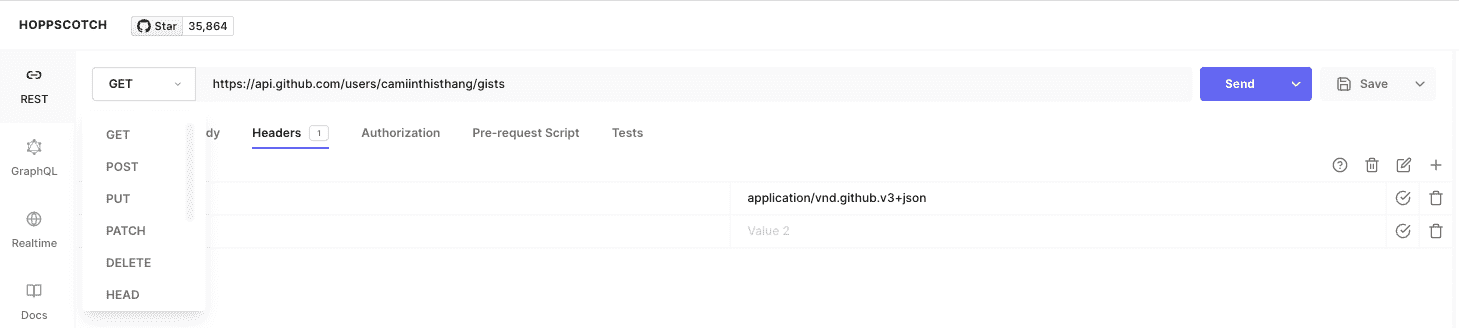 HOPPSCOTCH
Star 35,864
REST
GET https://api.github.com/users/camiinthisthang/gists Send Save
dy Headers 1 Authorization Pre-request Script Tests
GET
POST
PUT
PATCH
DELETE
HEAD
application/vnd.github.v3+json
Value 2
GraphQL
Realtime
Docs